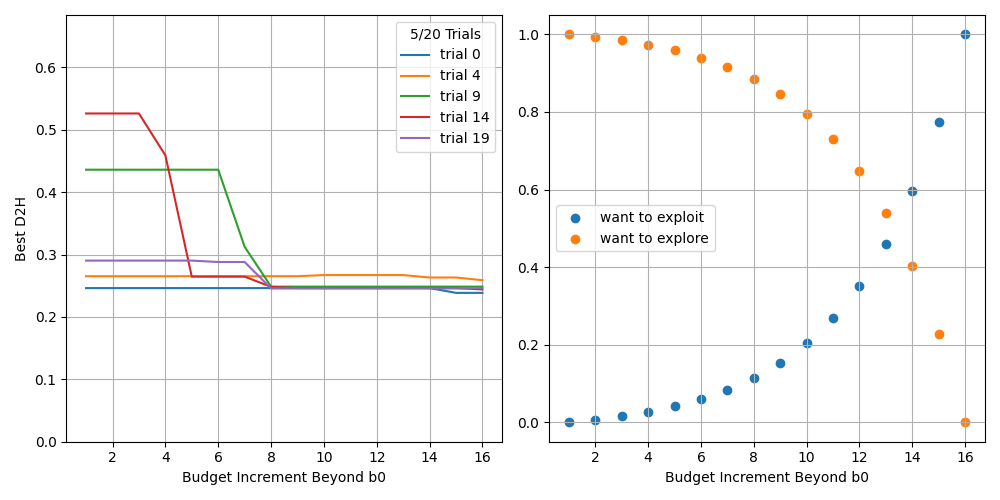 5/20 Trials
trial 0
trial 4
trial 9
trial 14
trial 19
Best D2H
0.6
0.5
0.4
0.3
0.2
0.1
0.0
2 4 6 8 10 12 14 16
Budget Increment Beyond b0
1.0
0.8
0.6
0.4
0.2
0.0
want to exploit
want to explore
2 4 6 8 10 12 14 16
Budget Increment Beyond b0